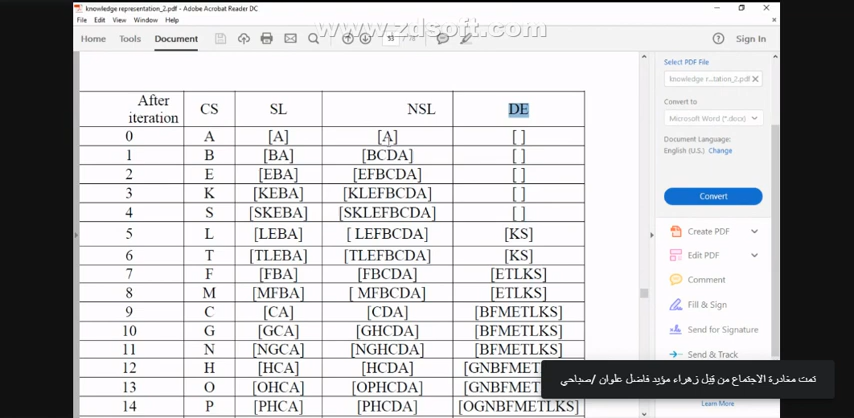 knowledge representation_2.pdf - Adobe Acrobat Reader DC
File Edit View Window Help
www.zdsoft.com
Home Tools Document 53 / 78 Sign In
Select PDF File
knowledge r...tation_2.pdf
Convert to
Microsoft Word (*.docx)
Document Language:
English (U.S.) Change
Convert
Create PDF
Edit PDF
Comment
Fill & Sign
Send for Signature
Send & Track
Learn More
After iteration CS SL NSL DE
0 A [A] [A] [ ]
1 B [BA] [BCDA] [ ]
2 E [EBA] [EFBCDA] [ ]
3 K [KEBA] [KLEFBCDA] [ ]
4 S [SKEBA] [SKLEFBCDA] [ ]
5 L [LEBA] [ LEFBCDA] [KS]
6 T [TLEBA] [TLEFBCDA] [KS]
7 F [FBA] [FBCDA] [ETLKS]
8 M [MFBA] [ MFBCDA] [ETLKS]
9 C [CA] [CDA] [BFMETLKS]
10 G [GCA] [GHCDA] [BFMETLKS]
11 N [NGCA] [NGHCDA] [BFMETLKS]
12 H [HCA] [HCDA] [GNBFMET
13 O [OHCA] [OPHCDA] [GNBFMET
14 P [PHCA] [PHCDA] [OGNBFMETLKS]
تمت مغادرة الاجتماع من قِبل زهراء مؤيد فاضل علوان /صباحي